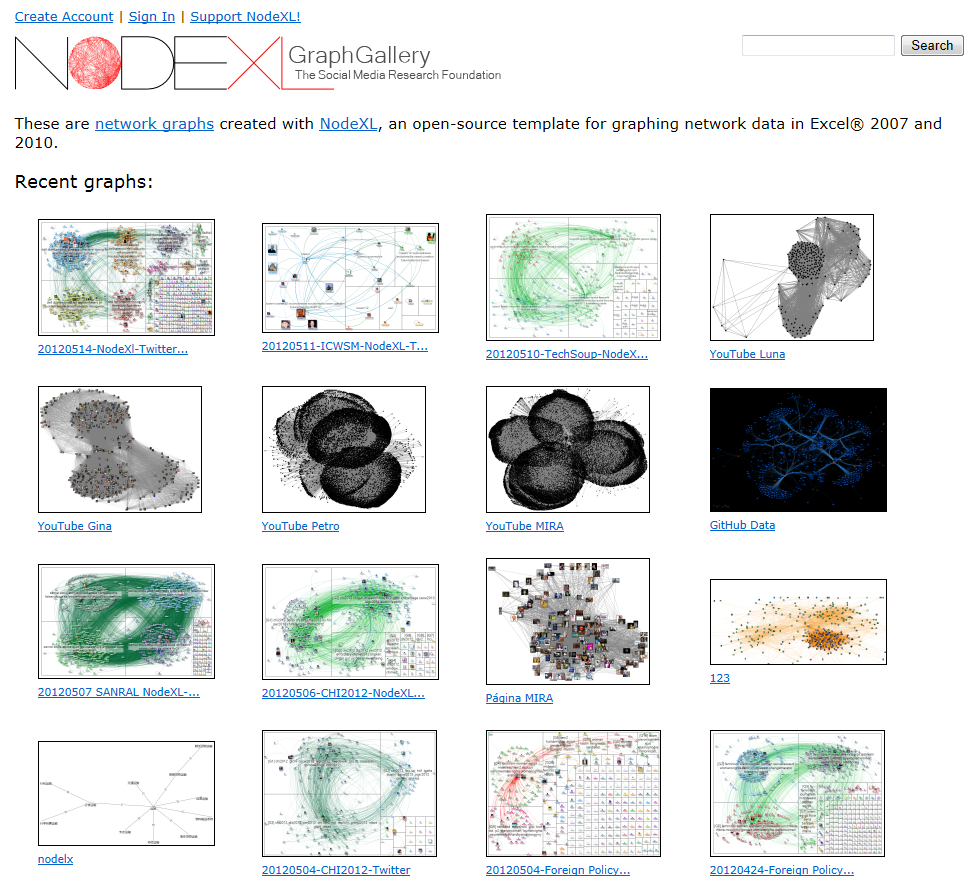 Create Account | Sign In | Support NodeXL!
NODEXL GraphGallery
The Social Media Research Foundation
Search
These are network graphs created with NodeXL, an open-source template for graphing network data in Excel® 2007 and
2010.
Recent graphs:
20120514-NodeXl-Twitter...
20120511-ICWSM-NodeXL-T...
20120510-TechSoup-NodeX...
YouTube Luna
YouTube Gina
YouTube Petro
YouTube MIRA
GitHub Data
20120507 SANRAL NodeXL-...
20120506-CHI2012-NodeXL...
Página MIRA
123
nodelx
20120504-CHI2012-Twitter
20120504-Foreign Policy...
20120424-Foreign Policy...